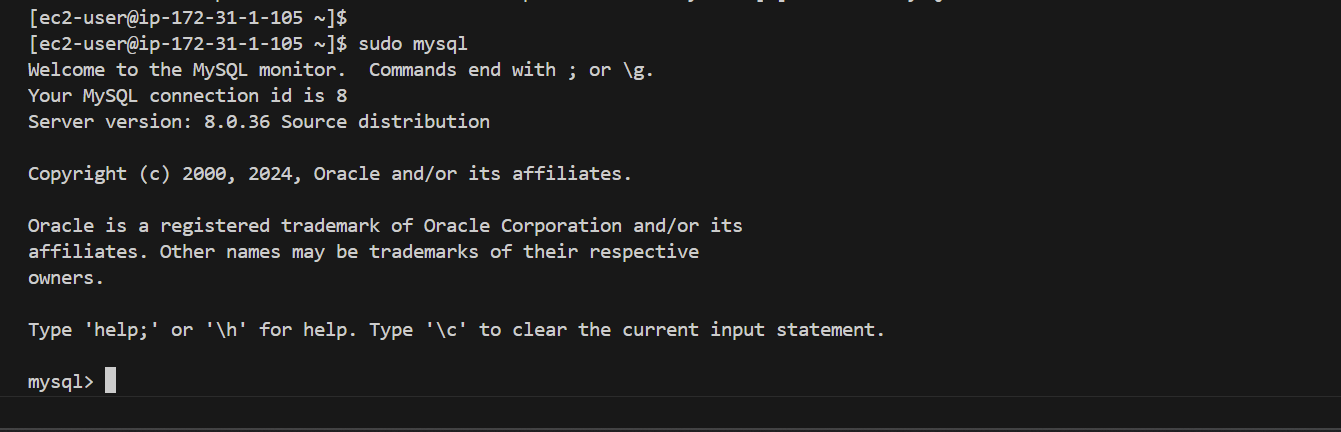 [ec2-user@ip-172-31-1-105 ~]$
[ec2-user@ip-172-31-1-105 ~]$ sudo mysql
Welcome to the MySQL monitor.  Commands end with ; or \g.
Your MySQL connection id is 8
Server version: 8.0.36 Source distribution
Copyright (c) 2000, 2024, Oracle and/or its affiliates.
Oracle is a registered trademark of Oracle Corporation and/or its
affiliates. Other names may be trademarks of their respective
owners.
Type 'help;' or '\h' for help. Type '\c' to clear the current input statement.
mysql>